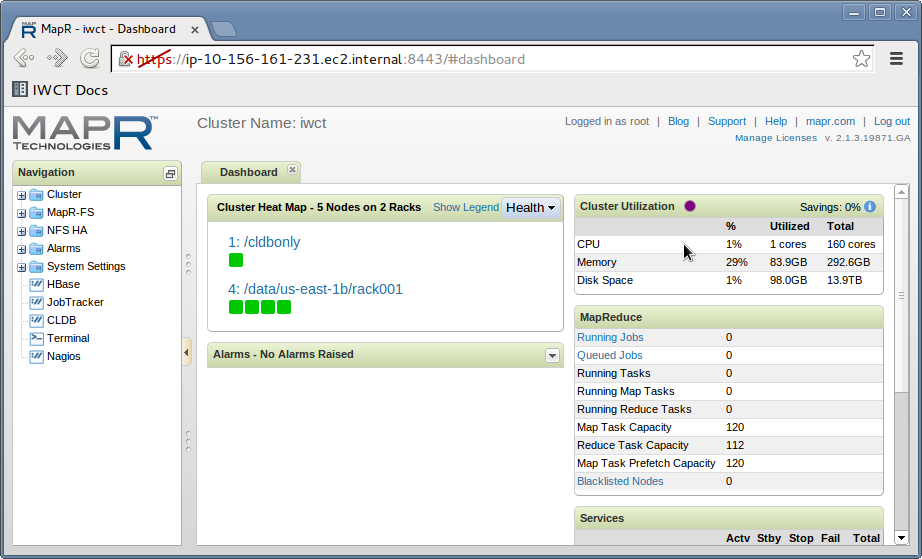 MapR - iwct - Dashboard
https://ip-10-156-161-231.ec2.internal:8443/#dashboard
IWCT Docs
MAPR
TECHNOLOGIES
Cluster Name: iwct
Logged in as root | Blog | Support | Help | mapr.com | Log out
Manage Licenses v. 2.1.3.19871.GA
Navigation
Cluster
MapR-FS
NFS HA
Alarms
System Settings
HBase
JobTracker
CLDB
Terminal
Nagios
Dashboard
Cluster Heat Map - 5 Nodes on 2 Racks Show Legend Health
1: /cldbonly
4: /data/us-east-1b/rack001
Alarms - No Alarms Raised
Cluster Utilization Savings: 0%
% Utilized Total
CPU 1% 1 cores 160 cores
Memory 29% 83.9GB 292.6GB
Disk Space 1% 98.0GB 13.9TB
MapReduce
Running Jobs 0
Queued Jobs 0
Running Tasks 0
Running Map Tasks 0
Running Reduce Tasks 0
Map Task Capacity 120
Reduce Task Capacity 112
Map Task Prefetch Capacity 120
Blacklisted Nodes 0
Services
Actv Stby Stop Fail Total